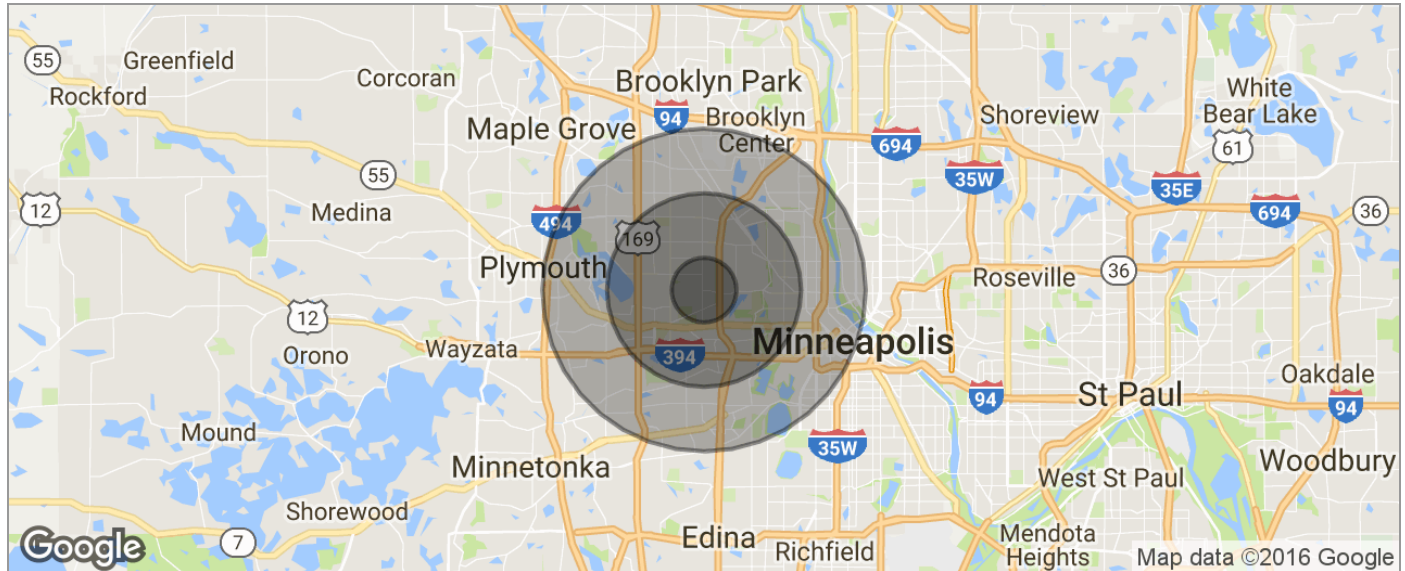 55
Greenfield
Corcoran
Rockford
Brooklyn Park
94
Brooklyn
Center
Maple Grove
694
Shoreview
White
Bear Lake
61
55
35W
35E
12
Medina
494
169
694
36
Plymouth
Roseville
36
12
Orono
Wayzata
394
Minneapolis
94
St Paul
Oakdale
94
Mound
35W
Minnetonka
Woodbury
West St Paul
Shorewood
7
Edina
Richfield
Mendota
Heights
Google
Map data ©2016 Google